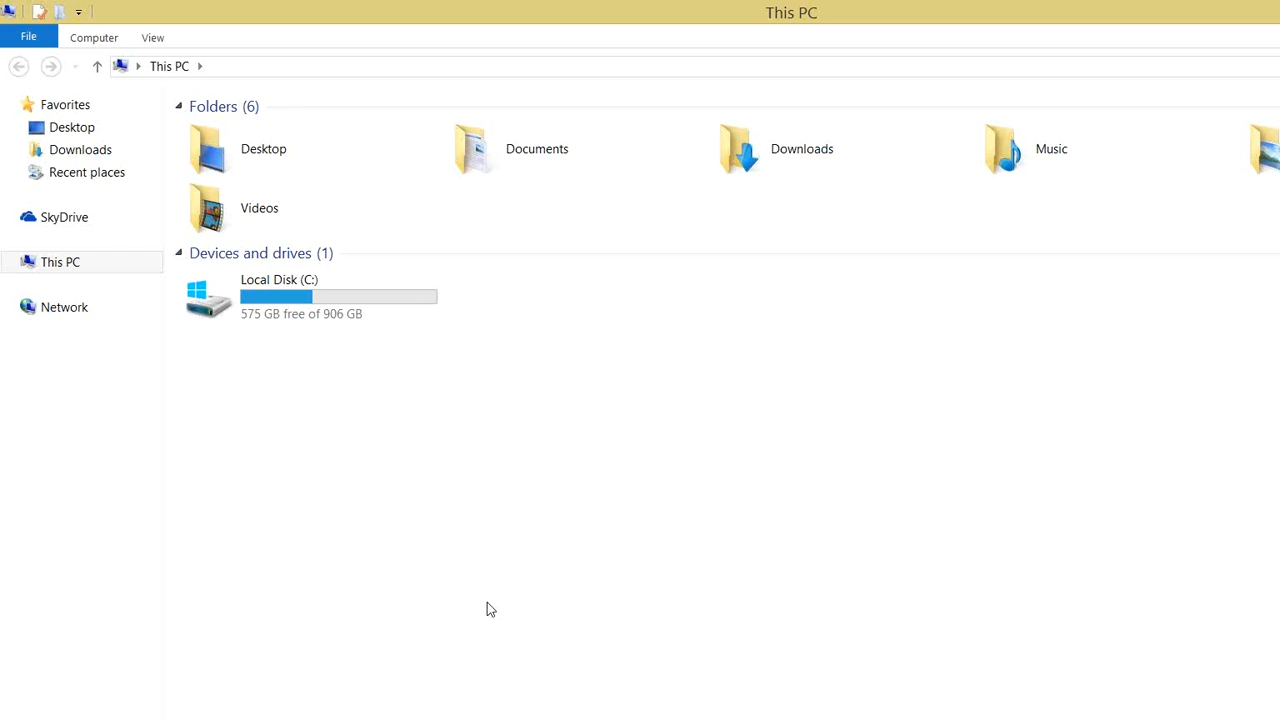 This PC
File Computer View
This PC
Favorites
Desktop
Downloads
Recent places
SkyDrive
This PC
Network
Folders (6)
Desktop
Documents
Downloads
Music
Videos
Devices and drives (1)
Local Disk (C:)
575 GB free of 906 GB